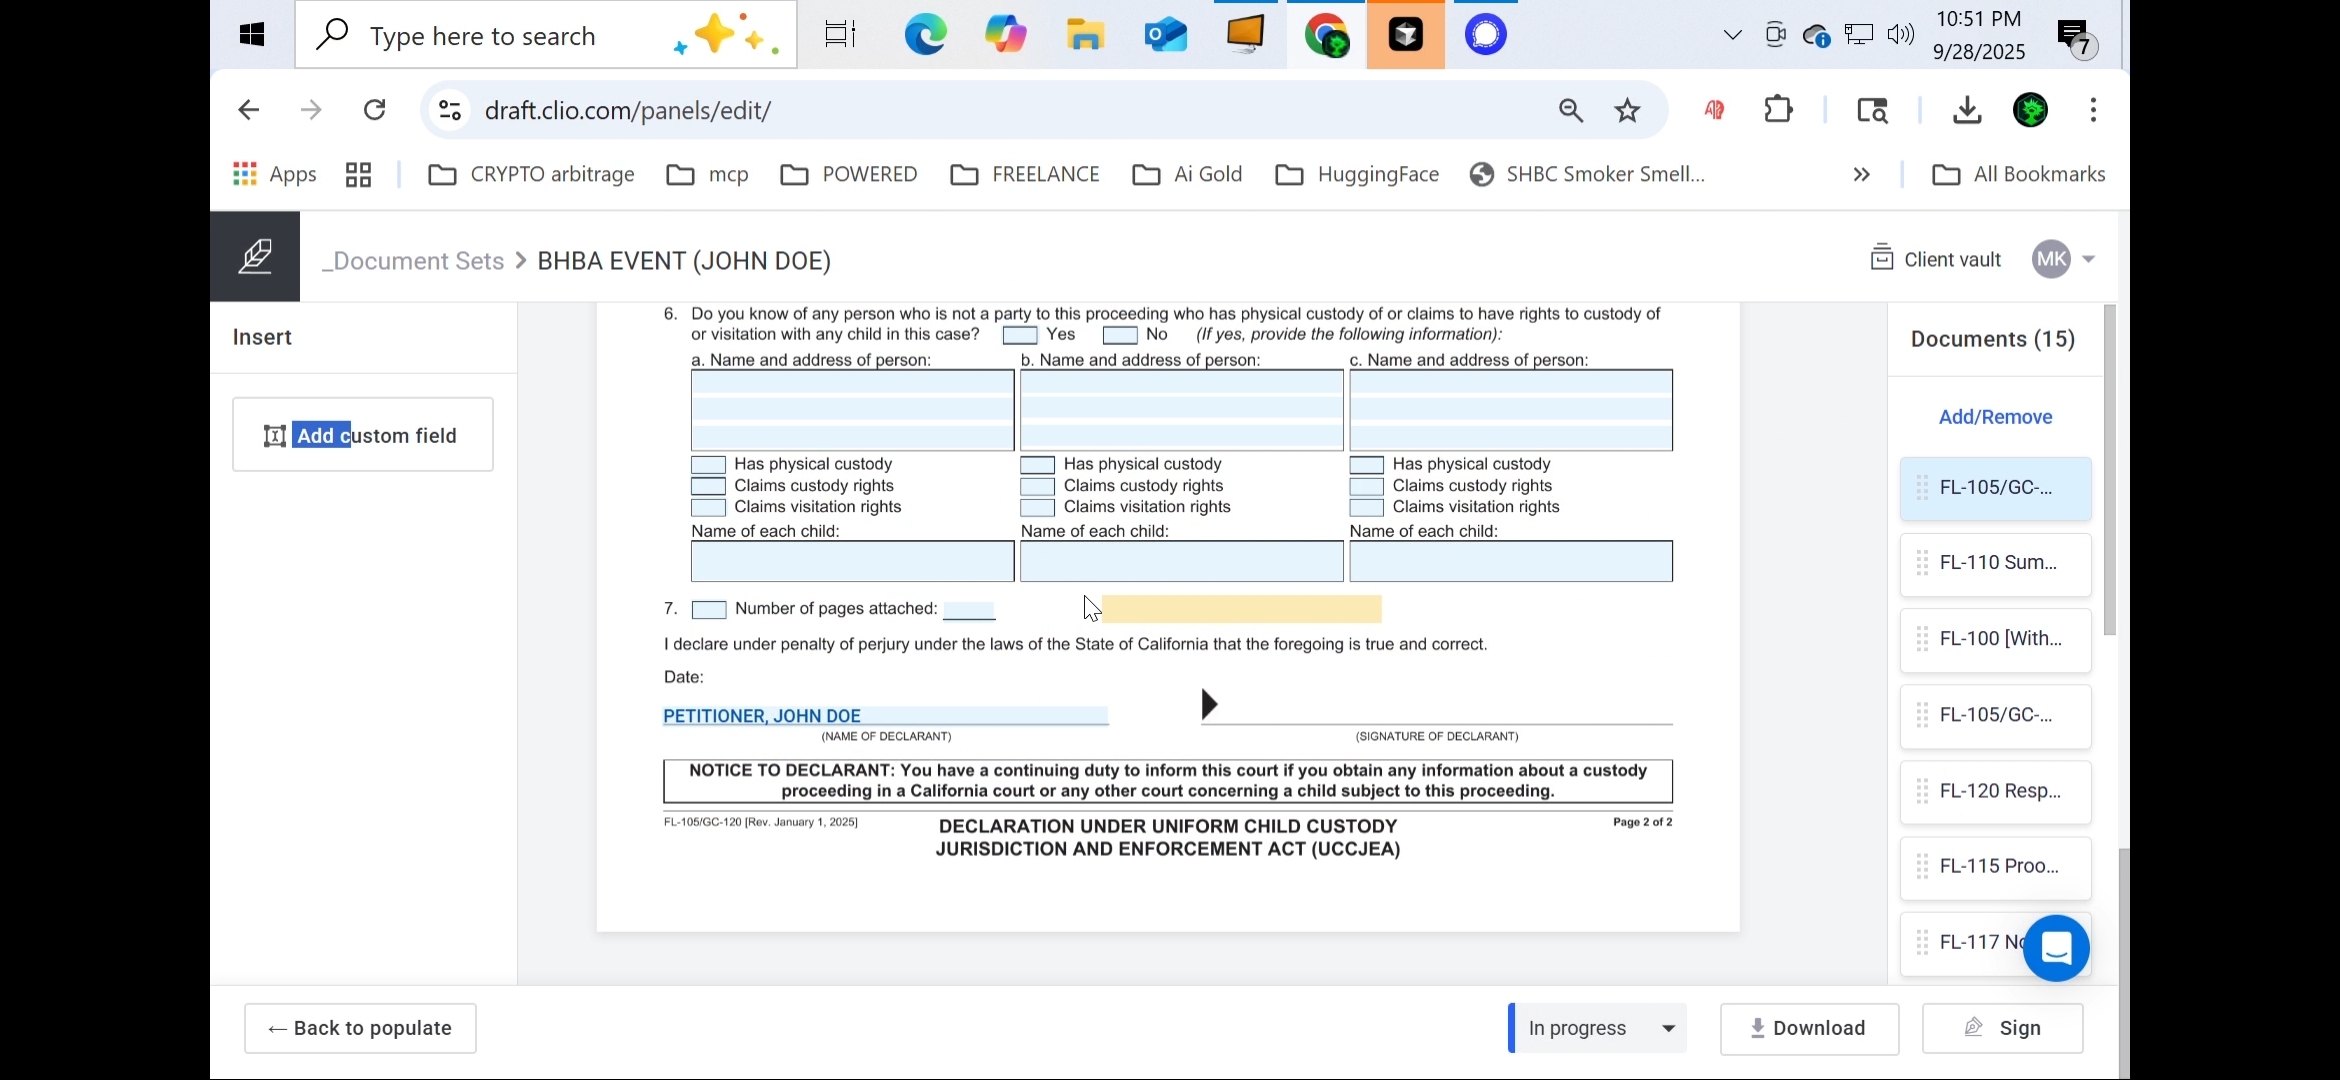 Type here to search
10:51 PM
9/28/2025
7
draft.clio.com/panels/edit/
Apps
CRYPTO arbitrage
mcp
POWERED
FREELANCE
Ai Gold
HuggingFace
SHBC Smoker Smell...
All Bookmarks
_Document Sets > BHBA EVENT (JOHN DOE)
Client vault
MK
Insert
Add custom field
6. Do you know of any person who is not a party to this proceeding who has physical custody of or claims to have rights to custody of
or visitation with any child in this case? Yes No (If yes, provide the following information):
a. Name and address of person: b. Name and address of person: c. Name and address of person:
Has physical custody Has physical custody Has physical custody
Claims custody rights Claims custody rights Claims custody rights
Claims visitation rights Claims visitation rights Claims visitation rights
Name of each child: Name of each child: Name of each child:
7. Number of pages attached:
I declare under penalty of perjury under the laws of the State of California that the foregoing is true and correct.
Date:
PETITIONER, JOHN DOE
(NAME OF DECLARANT) (SIGNATURE OF DECLARANT)
NOTICE TO DECLARANT: You have a continuing duty to inform this court if you obtain any information about a custody
proceeding in a California court or any other court concerning a child subject to this proceeding.
FL-105/GC-120 [Rev. January 1, 2025]
DECLARATION UNDER UNIFORM CHILD CUSTODY
JURISDICTION AND ENFORCEMENT ACT (UCCJEA)
Page 2 of 2
Documents (15)
Add/Remove
FL-105/GC-...
FL-110 Sum...
FL-100 [With...
FL-105/GC-...
FL-120 Resp...
FL-115 Proo...
FL-117 No
← Back to populate
In progress
Download
Sign